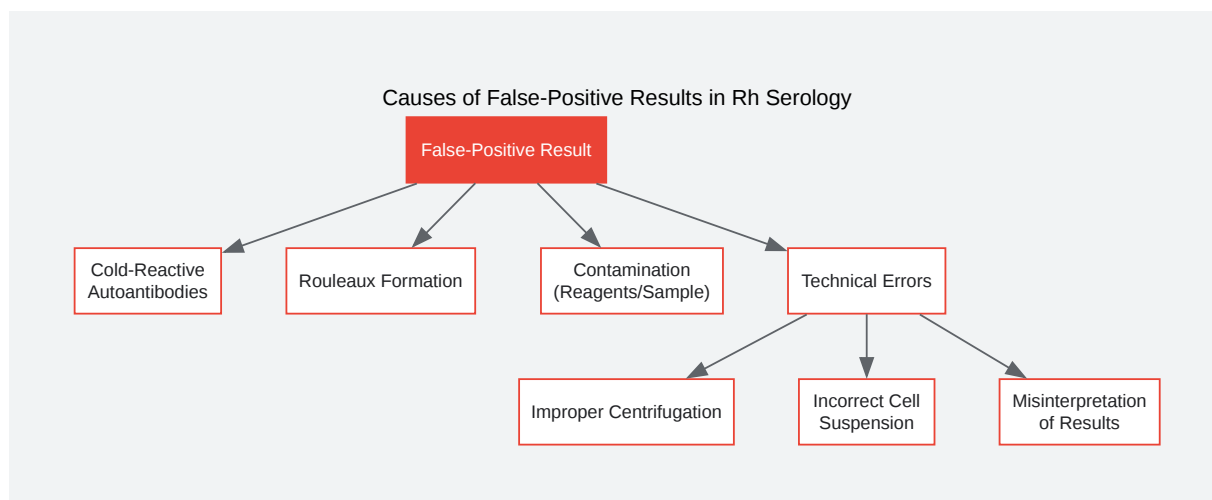 Causes of False-Positive Results in Rh Serology
False-Positive Result
Cold-Reactive
Autoantibodies
Rouleaux Formation
Contamination
(Reagents/Sample)
Technical Errors
Improper Centrifugation
Incorrect Cell
Suspension
Misinterpretation
of Results